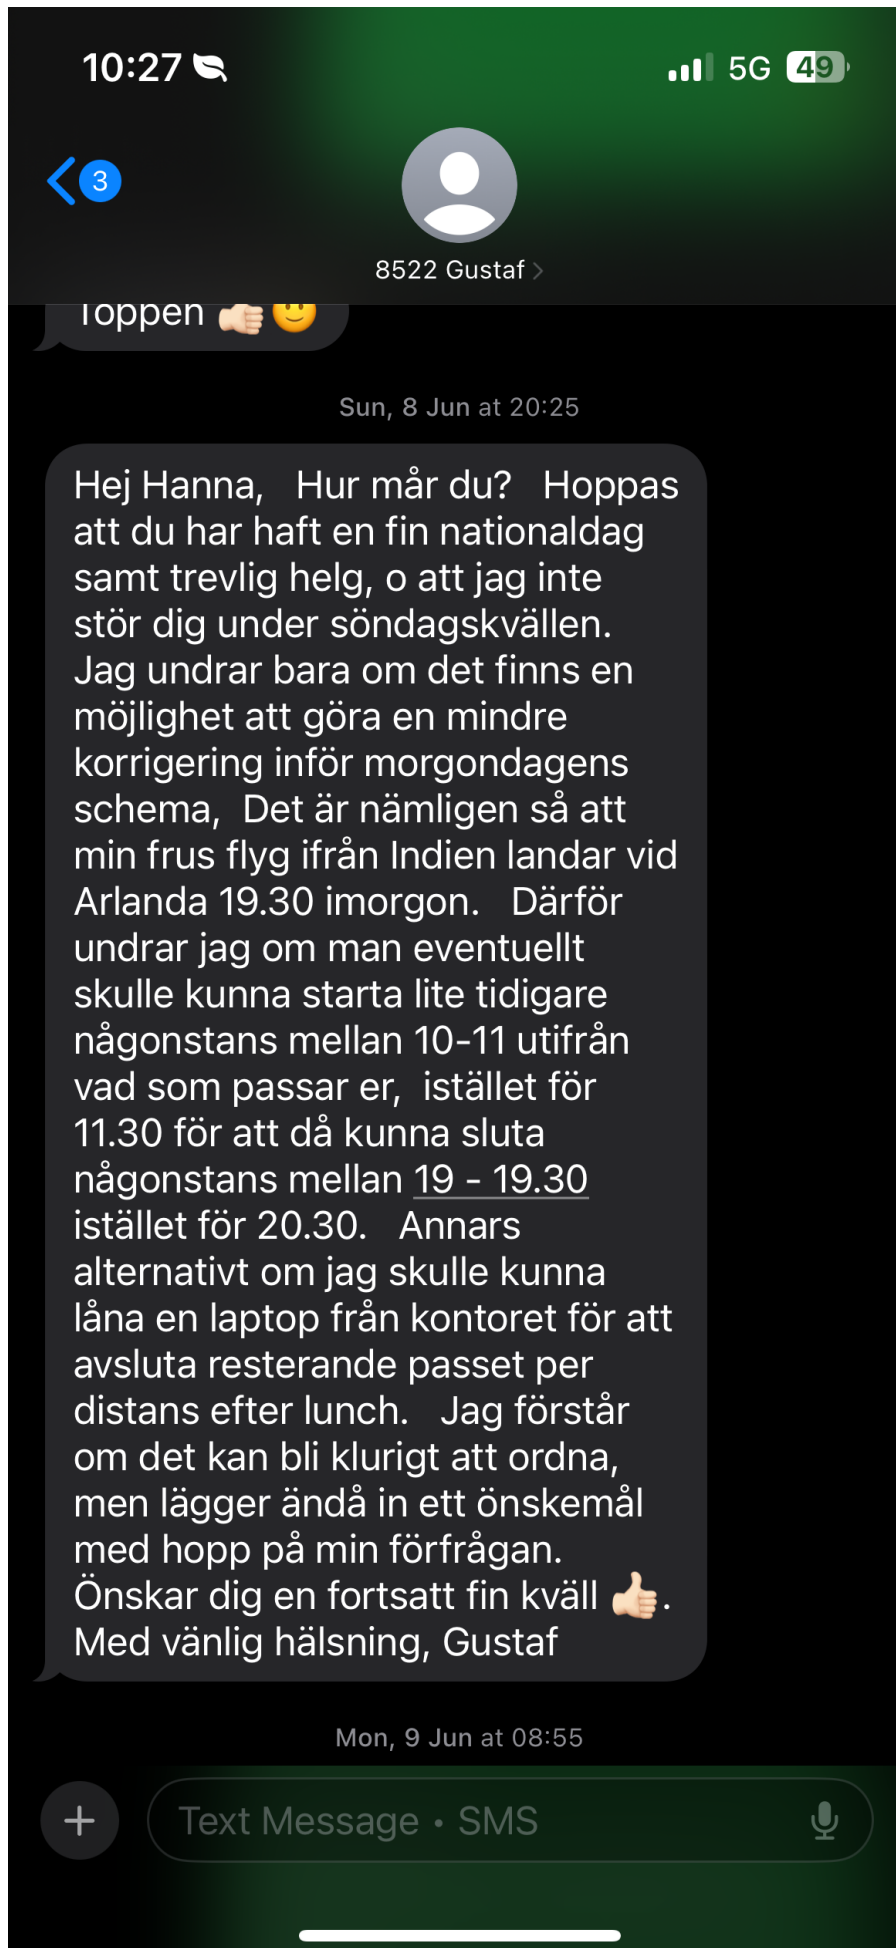 10:27
5G 49
3
8522 Gustaf
Toppen 👍🏻🙂
Sun, 8 Jun at 20:25
Hej Hanna,   Hur mår du?   Hoppas
att du har haft en fin nationaldag
samt trevlig helg, o att jag inte
stör dig under söndagskvällen.
Jag undrar bara om det finns en
möjlighet att göra en mindre
korrigering inför morgondagens
schema,  Det är nämligen så att
min frus flyg ifrån Indien landar vid
Arlanda 19.30 imorgon.   Därför
undrar jag om man eventuellt
skulle kunna starta lite tidigare
någonstans mellan 10-11 utifrån
vad som passar er,  istället för
11.30 för att då kunna sluta
någonstans mellan 19 - 19.30
istället för 20.30.   Annars
alternativt om jag skulle kunna
låna en laptop från kontoret för att
avsluta resterande passet per
distans efter lunch.   Jag förstår
om det kan bli klurigt att ordna,
men lägger ändå in ett önskemål
med hopp på min förfrågan.
Önskar dig en fortsatt fin kväll 👍🏻.
Med vänlig hälsning, Gustaf
Mon, 9 Jun at 08:55
Text Message • SMS